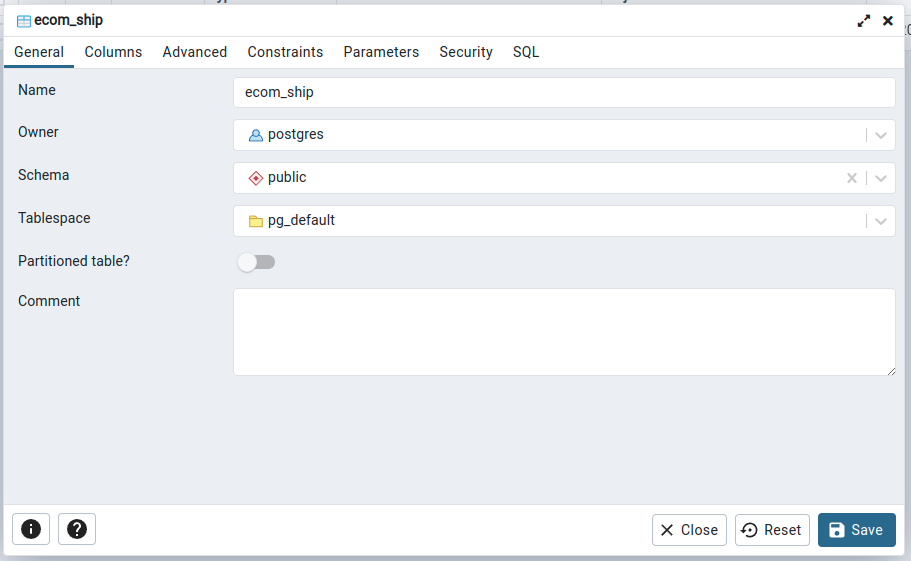 ecom_ship
General Columns Advanced Constraints Parameters Security SQL
Name ecom_ship
Owner postgres
Schema public
Tablespace pg_default
Partitioned table?
Comment
Close Reset Save